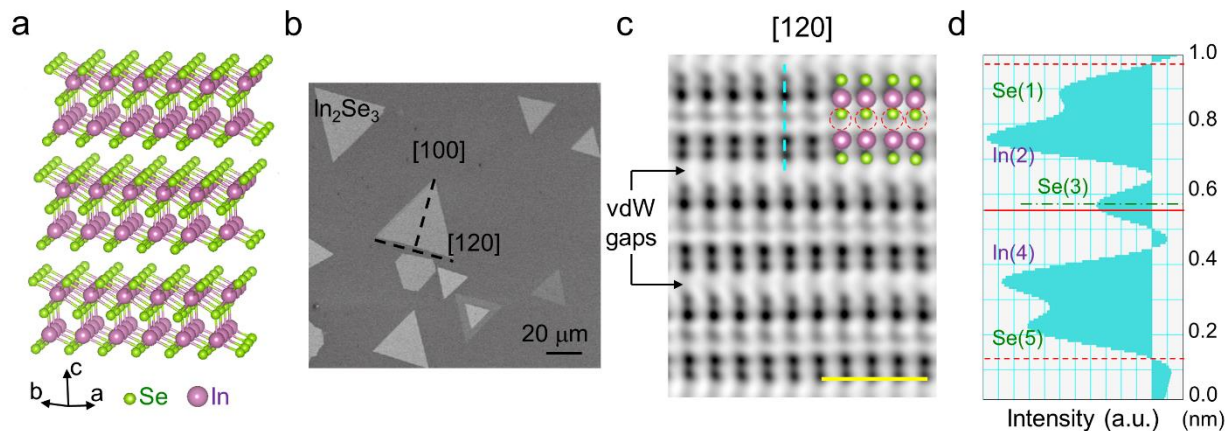 a
b
c
[120]
d
In₂Se₃
[100]
[120]
20 μm
vdW
gaps
c
b
a
Se
In
Se(1)
In(2)
Se(3)
In(4)
Se(5)
1.0
0.8
0.6
0.4
0.2
0.0
Intensity (a.u.)
(nm)